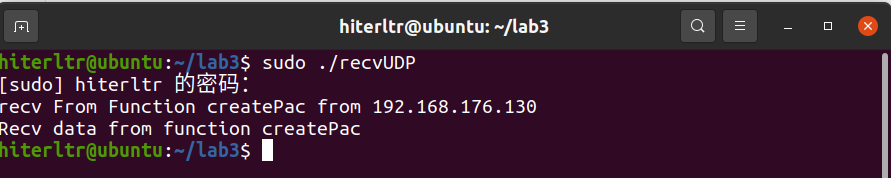 hiterltr@ubuntu: ~/lab3
hiterltr@ubuntu:~/lab3$ sudo ./recvUDP
[sudo] hiterltr 的密码：
recv From Function createPac from 192.168.176.130
Recv data from function createPac
hiterltr@ubuntu:~/lab3$